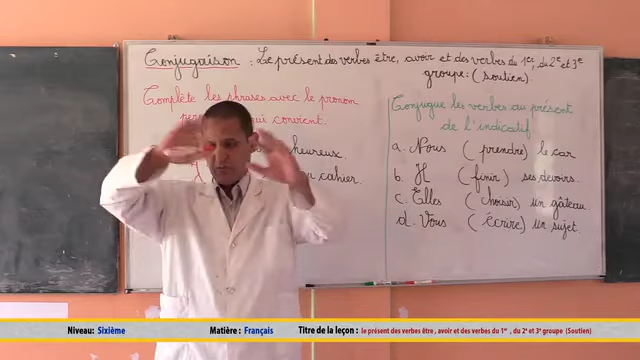 Conjugaison : Le présent des verbes être, avoir et des verbes du 1er, du 2e et 3e
groupe : (soutien).
Complète les phrases avec le pronom
qui convient.
heureux.
cahier.
Conjugue les verbes au présent
de l'indicatif
a. Nous (prendre) le car
b. Il (finir) ses devoirs.
c. Elles (choisir) un gâteau
d. Vous (écrire) un sujet.
Niveau: Sixième Matière : Français Titre de la leçon : le présent des verbes être , avoir et des verbes du 1er , du 2e et 3e groupe (Soutien)